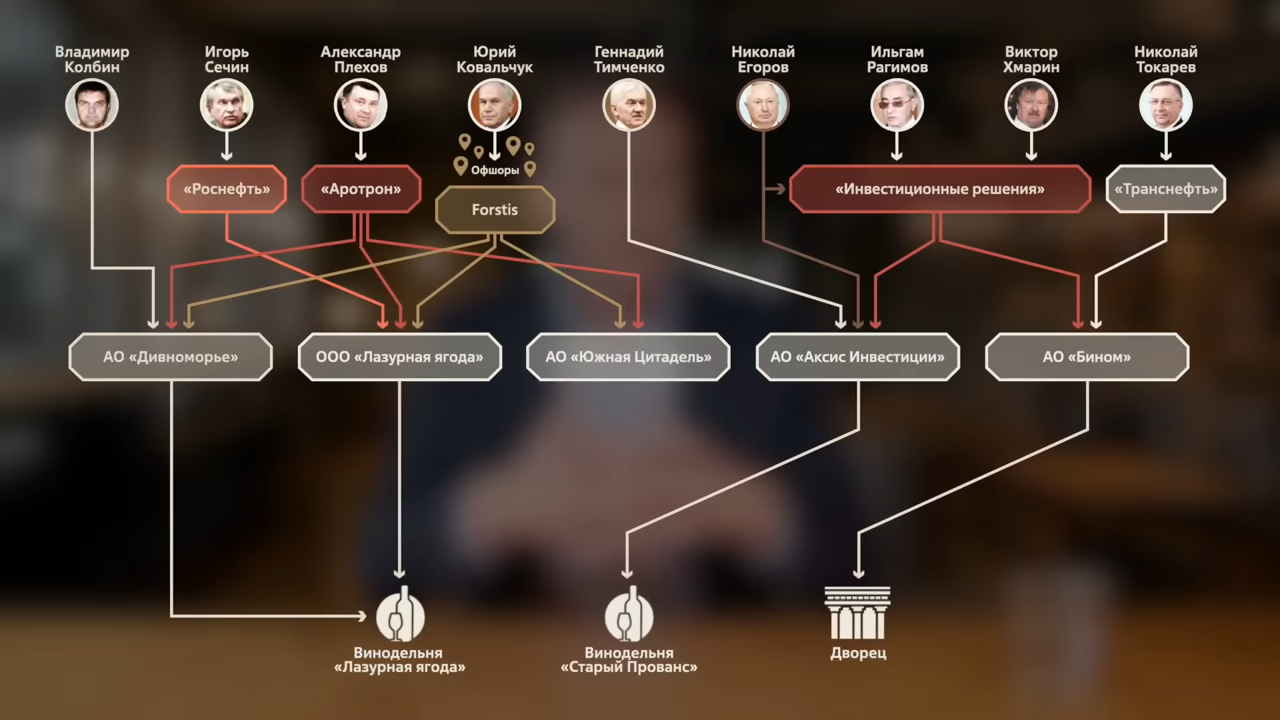 Владимир
Колбин
Игорь
Сечин
Александр
Плехов
Юрий
Ковальчук
Геннадий
Тимченко
Николай
Егоров
Ильгам
Рагимов
Виктор
Хмарин
Николай
Токарев
Офшоры
«Роснефть»
«Аротрон»
Forstis
«Инвестиционные решения»
«Транснефть»
АО «Дивноморье»
ООО «Лазурная ягода»
АО «Южная Цитадель»
АО «Аксис Инвестиции»
АО «Бином»
Винодельня
«Лазурная ягода»
Винодельня
«Старый Прованс»
Дворец